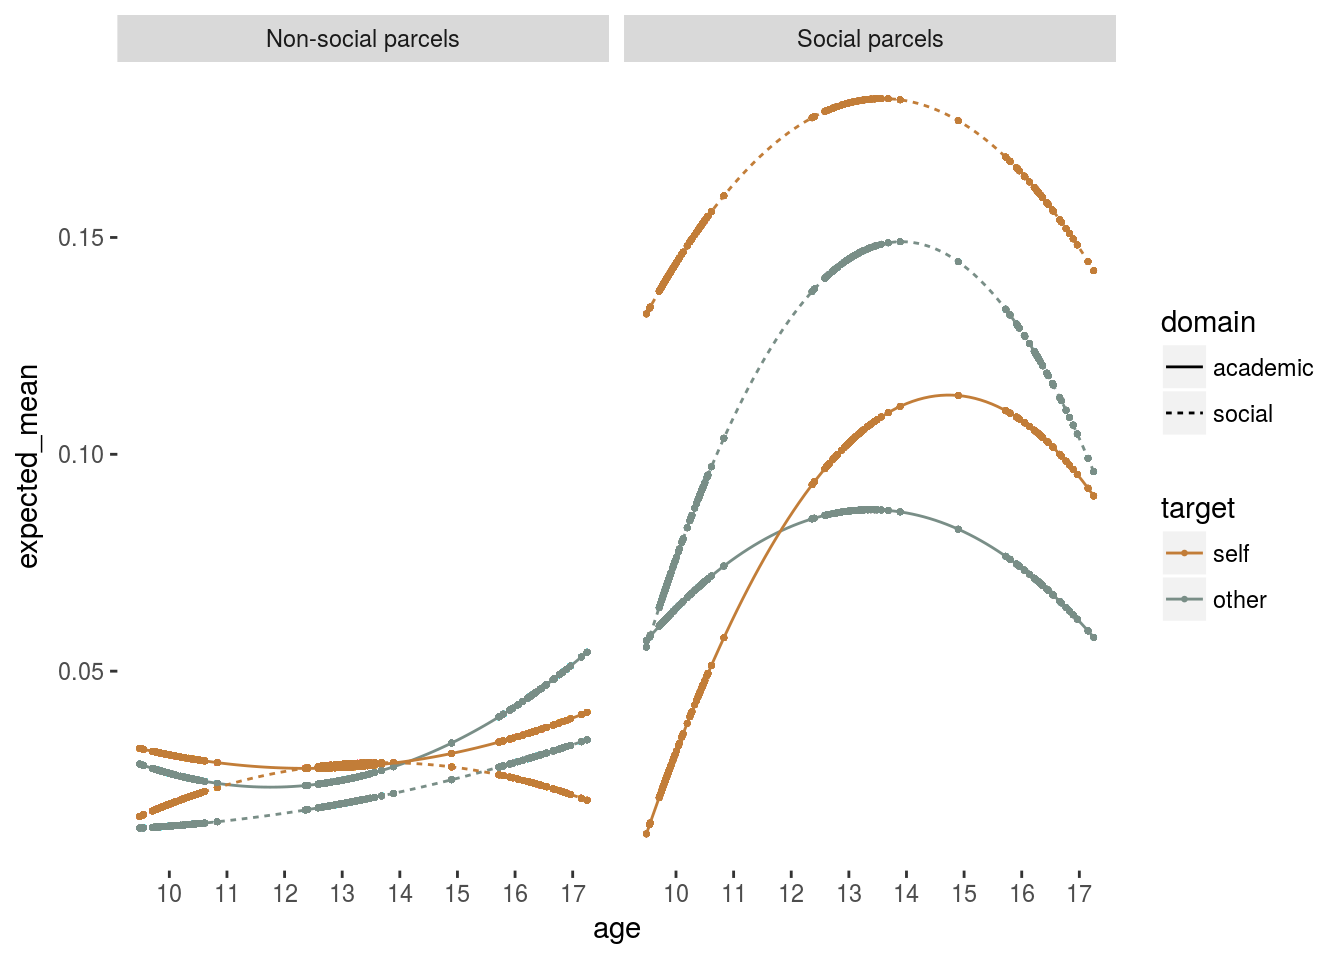 Non-social parcels
Social parcels
expected_mean
0.15
0.10
0.05
10 11 12 13 14 15 16 17
10 11 12 13 14 15 16 17
age
domain
academic
social
target
self
other